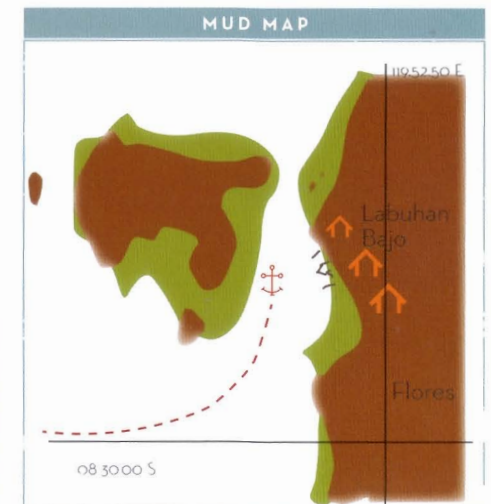 MUD MAP
119.52.50 E
Labuhan
Bajo
Flores
08 30 00 S